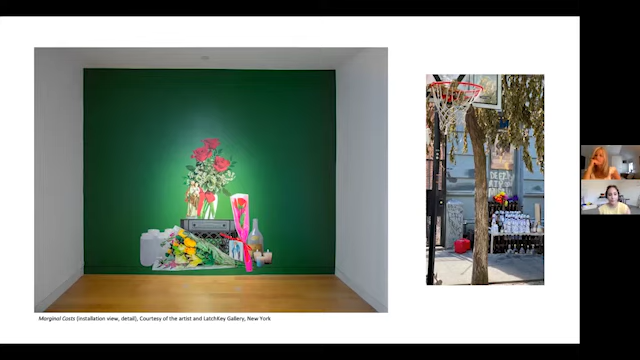 Marginal Costs (installation view, detail), Courtesy of the artist and LatchKey Gallery, New York